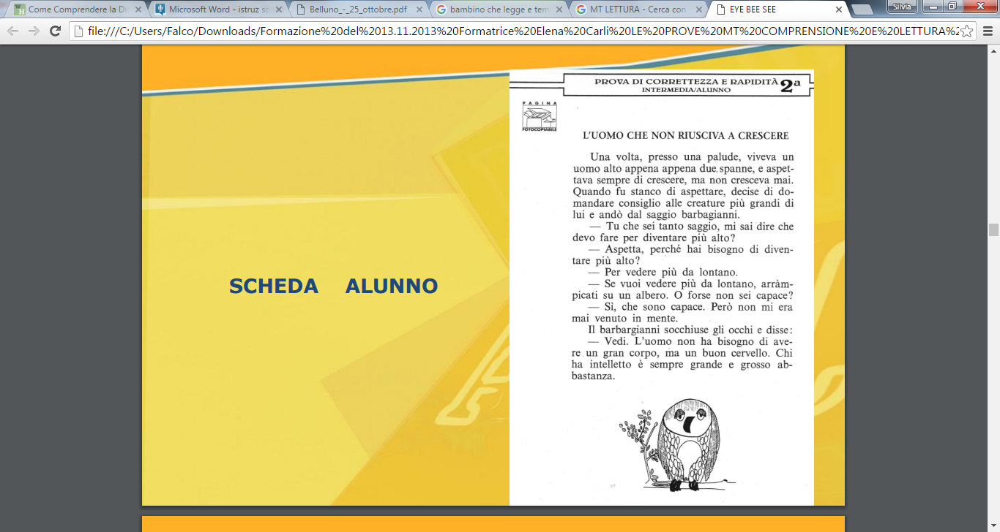 Come Comprendere la Di
Microsoft Word - istruz sc
Belluno_-_25_ottobre.pdf
bambino che legge e tem
MT LETTURA - Cerca con
EYE BEE SEE
Silvia
file:///C:/Users/Falco/Downloads/Formazione%20del%2013.11.2013%20Formatrice%20Elena%20Carli%20LE%20PROVE%20MT%20COMPRENSIONE%20E%20LETTURA%2
PROVA DI CORRETTEZZA E RAPIDITÀ 2a
INTERMEDIA/ALUNNO
PAGINA
FOTOCOPIABILE
L'UOMO CHE NON RIUSCIVA A CRESCERE
Una volta, presso una palude, viveva un
uomo alto appena appena due spanne, e aspet-
tava sempre di crescere, ma non cresceva mai.
Quando fu stanco di aspettare, decise di do-
mandare consiglio alle creature più grandi di
lui e andò dal saggio barbagianni.
— Tu che sei tanto saggio, mi sai dire che
devo fare per diventare più alto?
— Aspetta, perché hai bisogno di diven-
tare più alto?
— Per vedere più da lontano.
— Se vuoi vedere più da lontano, arràm-
picati su un albero. O forse non sei capace?
— Sì, che sono capace. Però non mi era
mai venuto in mente.
Il barbargianni socchiuse gli occhi e disse:
— Vedi. L'uomo non ha bisogno di ave-
re un gran corpo, ma un buon cervello. Chi
ha intelletto è sempre grande e grosso ab-
bastanza.
SCHEDA ALUNNO